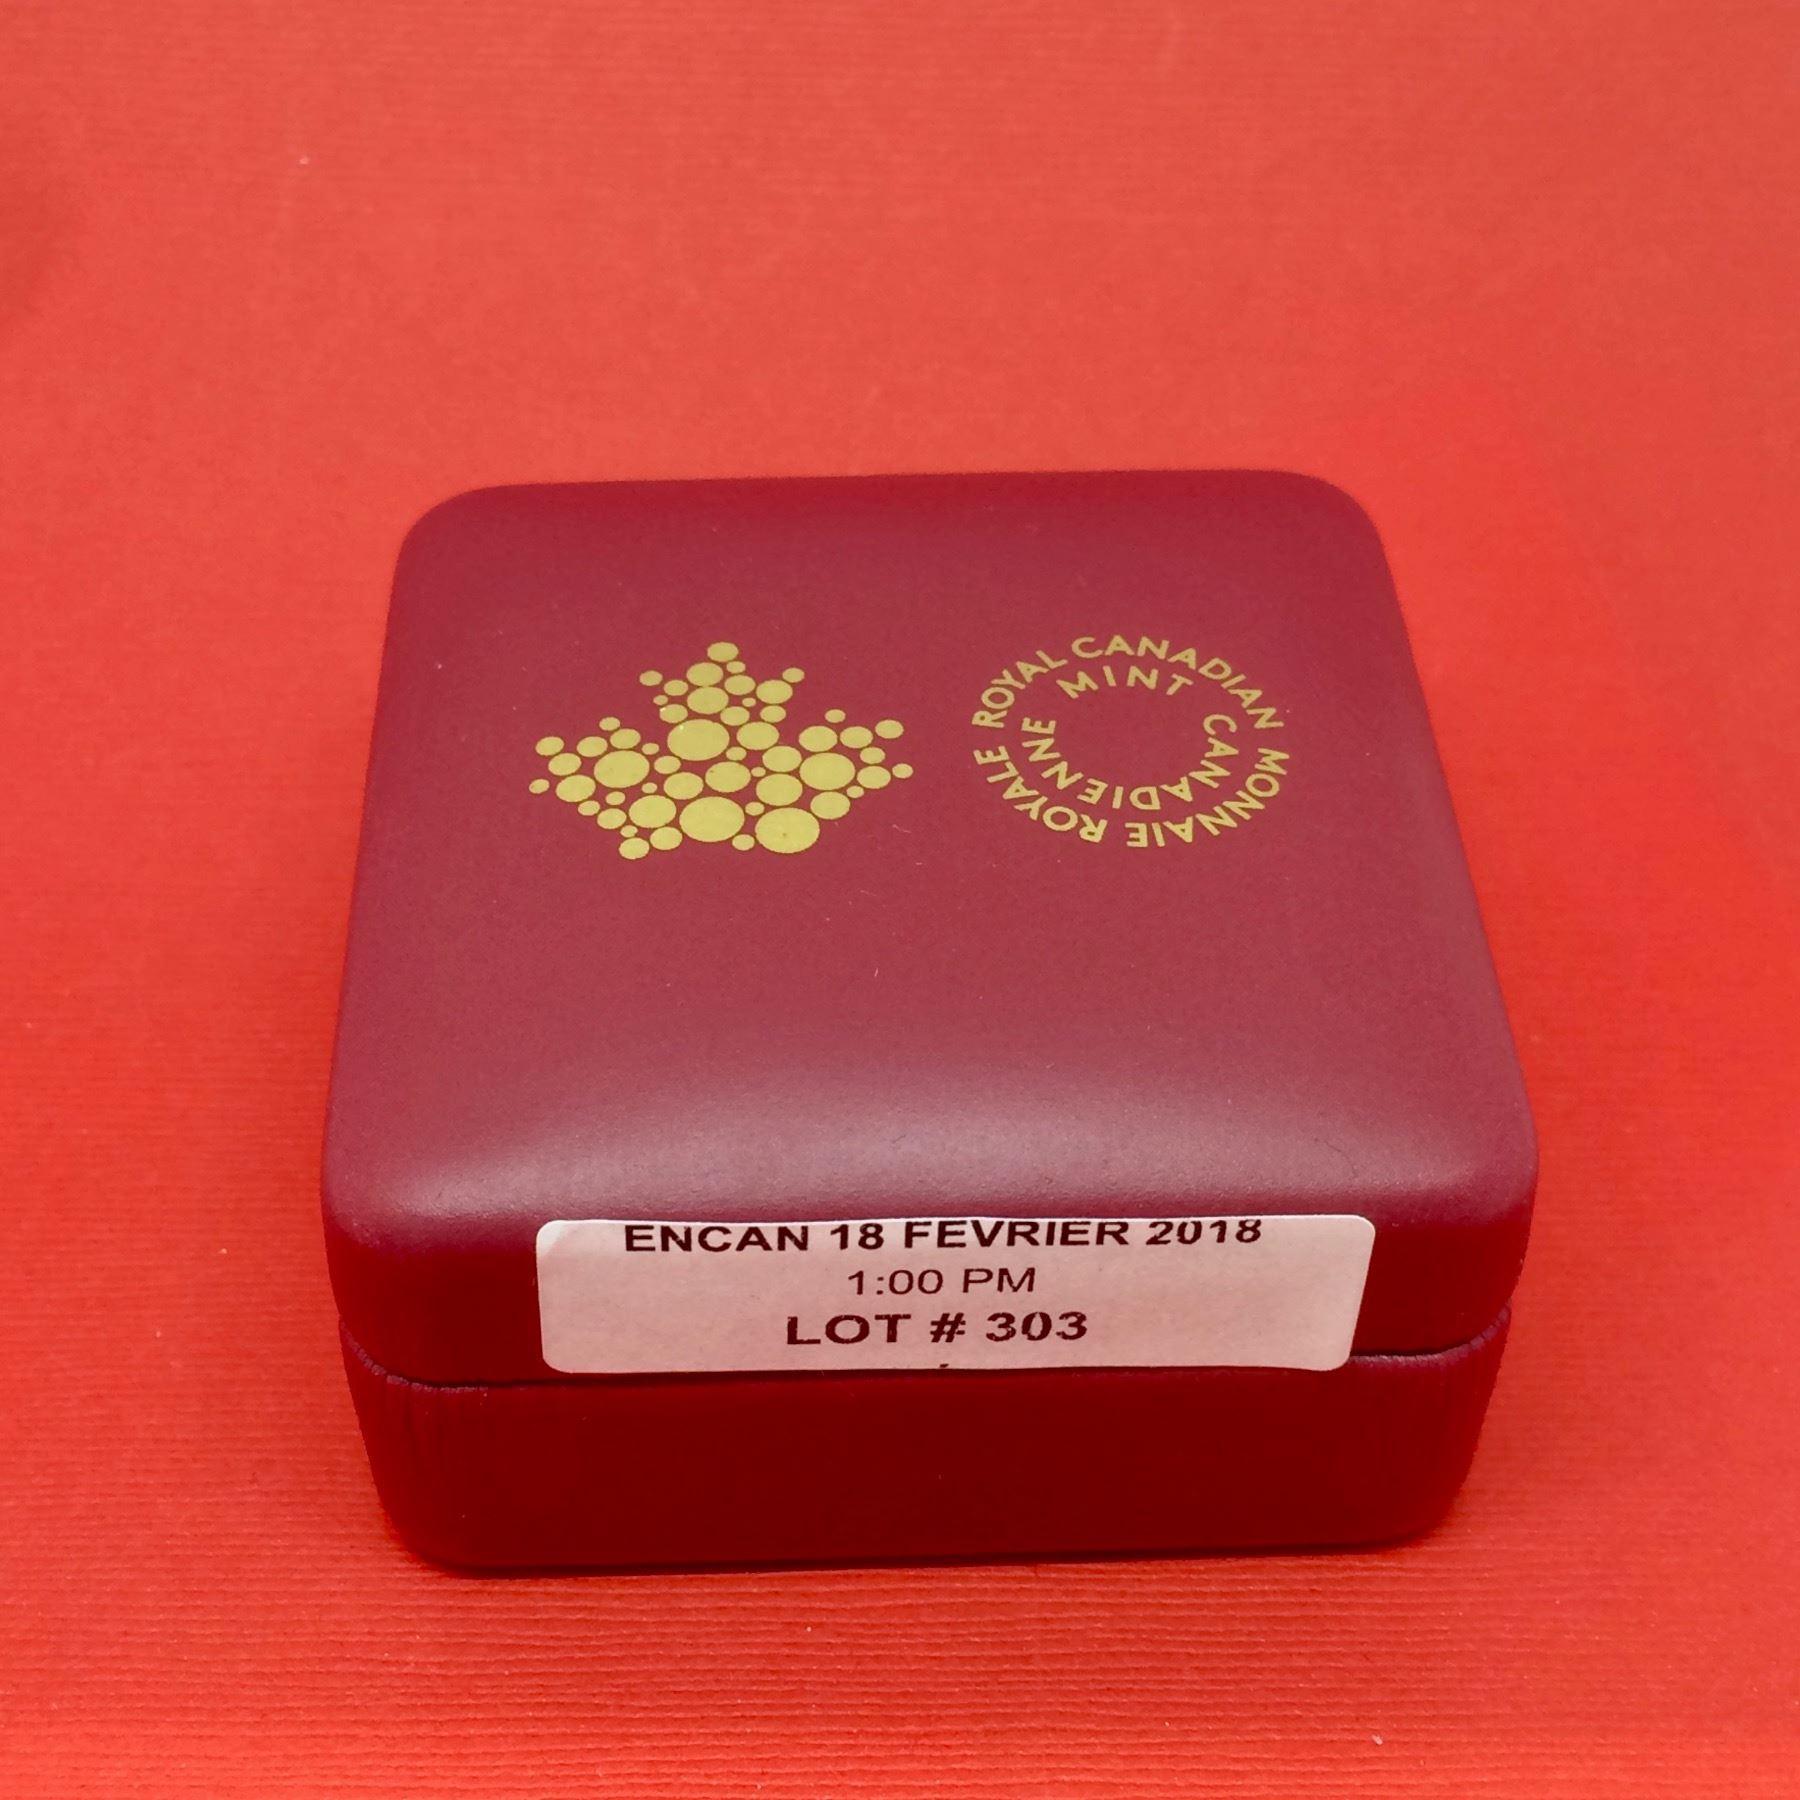 ROYAL CANADIAN MINT
MONNAIE ROYALE CANADIENNE
ENCAN 18 FEVRIER 2018
1:00 PM
LOT # 303